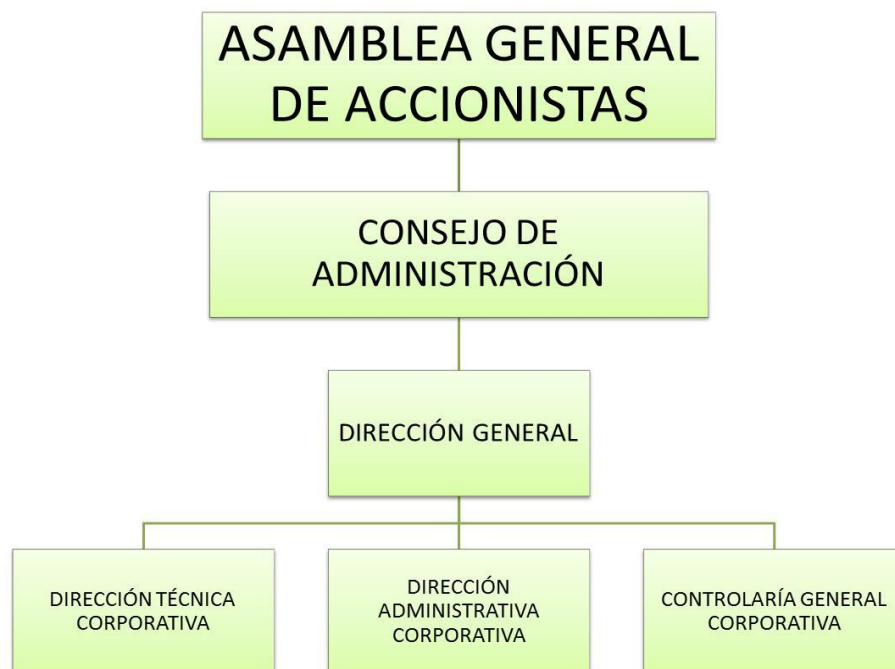 ASAMBLEA GENERAL
DE ACCIONISTAS
CONSEJO DE
ADMINISTRACIÓN
DIRECCIÓN GENERAL
DIRECCIÓN TÉCNICA
CORPORATIVA
DIRECCIÓN
ADMINISTRATIVA
CORPORATIVA
CONTROLARÍA GENERAL
CORPORATIVA